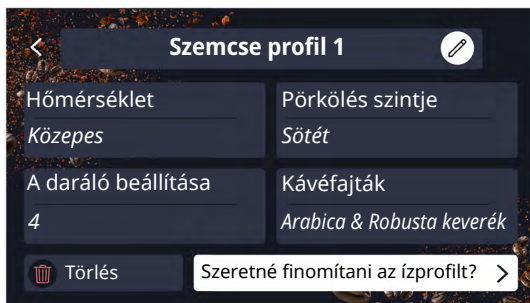 Szemcse profil 1
Hőmérséklet
Közepes
Pörkölés szintje
Sötét
A daráló beállítása
4
Kávéfajták
Arabica & Robusta keverék
Törlés
Szeretné finomítani az ízprofilt?